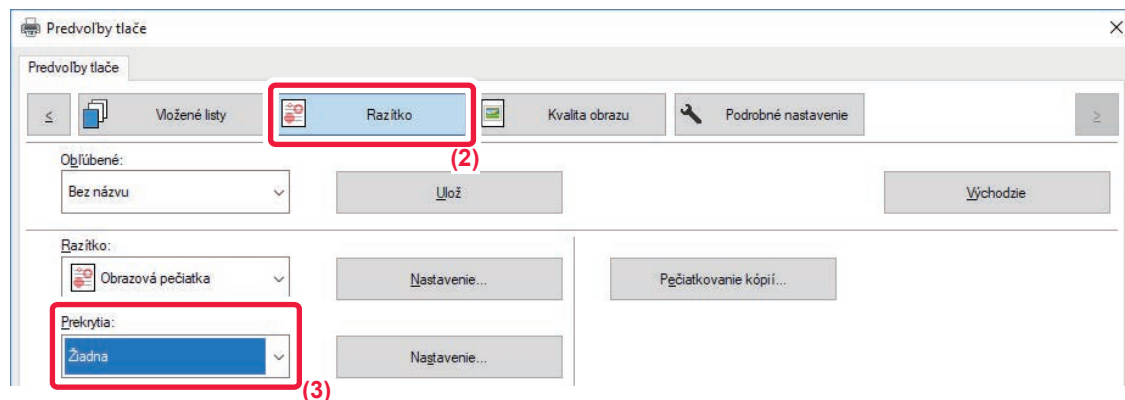 Predvoľby tlače
Predvoľby tlače
< Vložené listy Razítko Kvalita obrazu Podrobné nastavenie >
(2)
Obľúbené:
Bez názvu Ulož Východzie
Razítko:
Obrazová pečiatka Nastavenie... Pečiatkovanie kópií...
Prekrytia:
Žiadna Nastavenie...
(3)